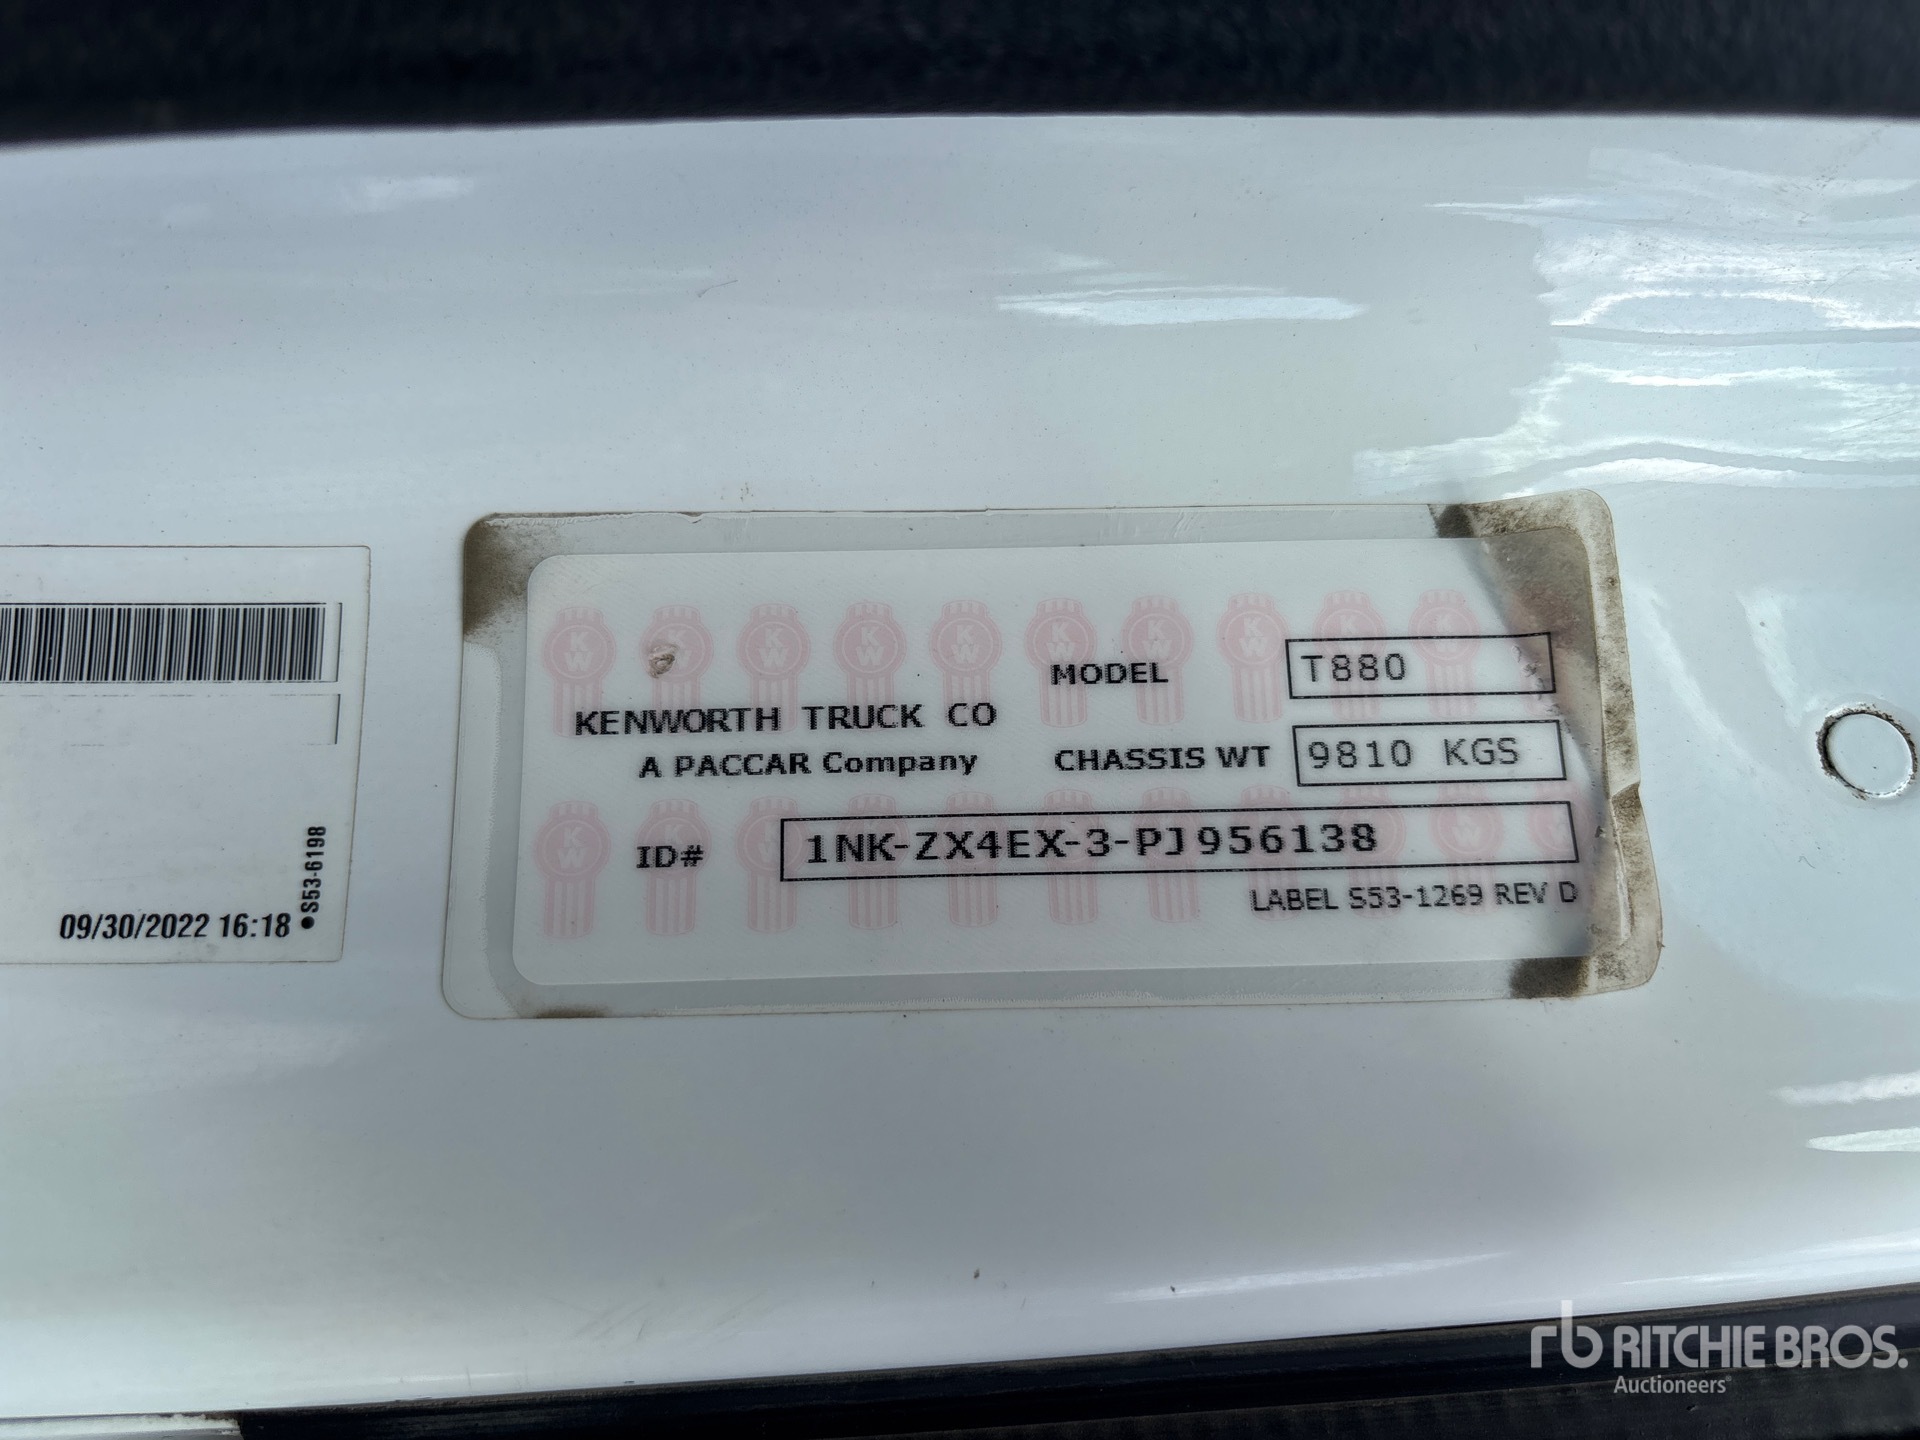 KENWORTH TRUCK CO
A PACCAR Company
MODEL T880
CHASSIS WT 9810 KGS
ID# 1NK-ZX4EX-3-PJ956138
LABEL S53-1269 REV D
09/30/2022 16:18
●S53-6198
rb RITCHIE BROS.
Auctioneers